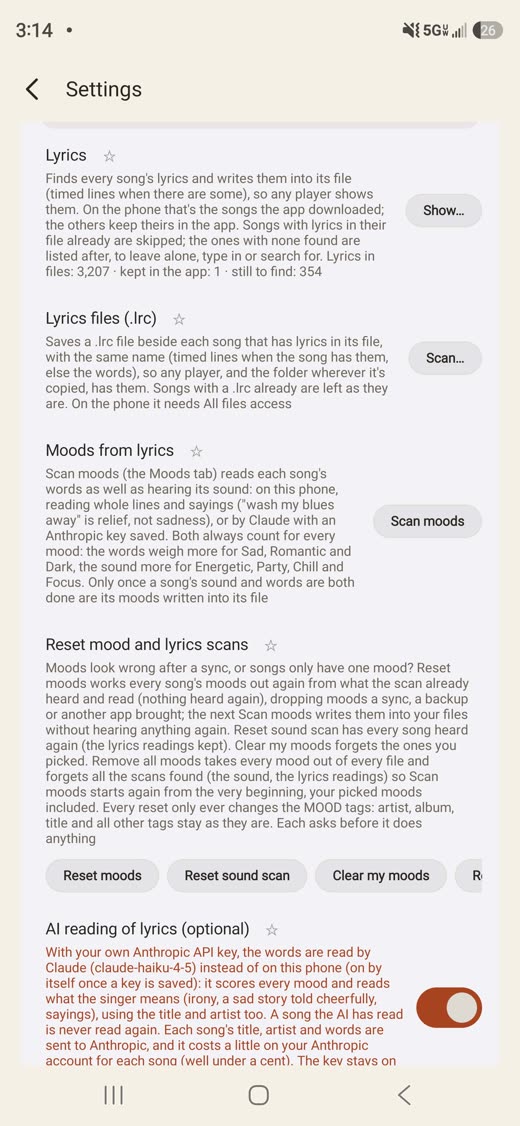 3:14
5G
26
Settings
Lyrics ☆
Finds every song's lyrics and writes them into its file
(timed lines when there are some), so any player shows
them. On the phone that's the songs the app downloaded;
the others keep theirs in the app. Songs with lyrics in their
file already are skipped; the ones with none found are
listed after, to leave alone, type in or search for. Lyrics in
files: 3,207 · kept in the app: 1 · still to find: 354
Show...
Lyrics files (.lrc) ☆
Saves a .lrc file beside each song that has lyrics in its file,
with the same name (timed lines when the song has them,
else the words), so any player, and the folder wherever it's
copied, has them. Songs with a .lrc already are left as they
are. On the phone it needs All files access
Scan...
Moods from lyrics ☆
Scan moods (the Moods tab) reads each song's
words as well as hearing its sound: on this phone,
reading whole lines and sayings ("wash my blues
away" is relief, not sadness), or by Claude with an
Anthropic key saved. Both always count for every
mood: the words weigh more for Sad, Romantic and
Dark, the sound more for Energetic, Party, Chill and
Focus. Only once a song's sound and words are both
done are its moods written into its file
Scan moods
Reset mood and lyrics scans ☆
Moods look wrong after a sync, or songs only have one mood? Reset
moods works every song's moods out again from what the scan already
heard and read (nothing heard again), dropping moods a sync, a backup
or another app brought; the next Scan moods writes them into your files
without hearing anything again. Reset sound scan has every song heard
again (the lyrics readings kept). Clear my moods forgets the ones you
picked. Remove all moods takes every mood out of every file and
forgets all the scans found (the sound, the lyrics readings) so Scan
moods starts again from the very beginning, your picked moods
included. Every reset only ever changes the MOOD tags: artist, album,
title and all other tags stay as they are. Each asks before it does
anything
Reset moods
Reset sound scan
Clear my moods
AI reading of lyrics (optional) ☆
With your own Anthropic API key, the words are read by
Claude (claude-haiku-4-5) instead of on this phone (on by
itself once a key is saved): it scores every mood and reads
what the singer means (irony, a sad story told cheerfully,
sayings), using the title and artist too. A song the AI has read
is never read again. Each song's title, artist and words are
sent to Anthropic, and it costs a little on your Anthropic
account for each song (well under a cent). The key stays on